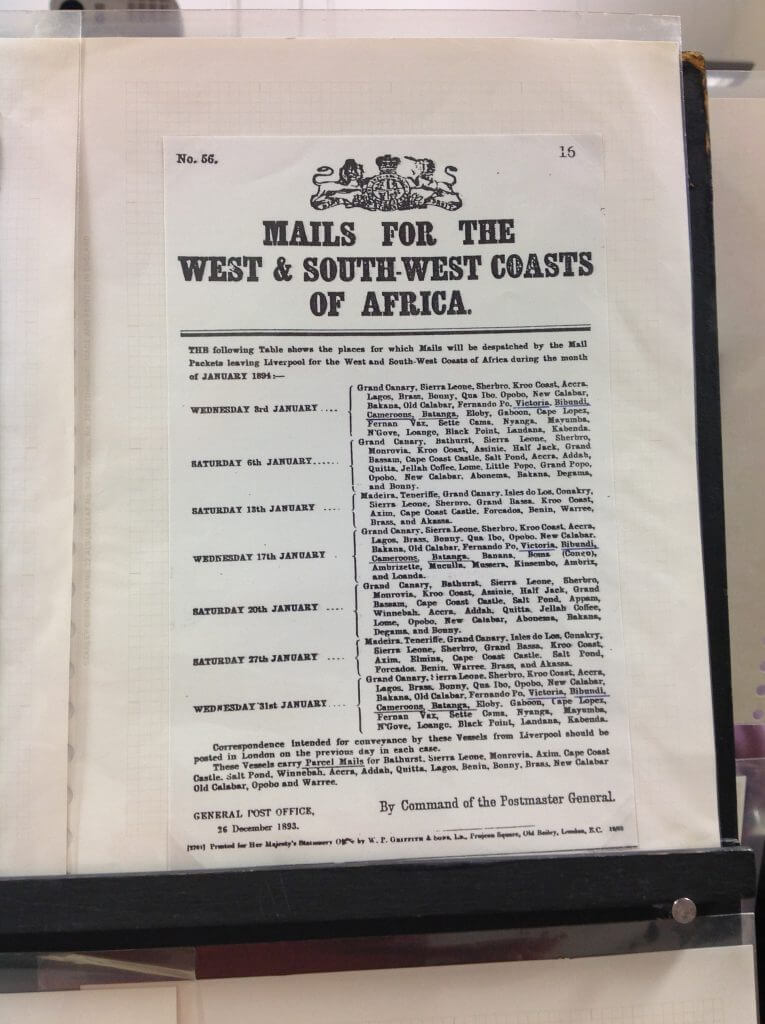 No. 56.
15
MAILS FOR THE
WEST & SOUTH-WEST COASTS
OF AFRICA.
THE following Table shows the places for which Mails will be despatched by the Mail
Packets leaving Liverpool for the West and South-West Coasts of Africa during the month
of JANUARY 1894:—
WEDNESDAY 3rd JANUARY ....
Grand Canary, Sierra Leone, Sherbro, Kroo Coast, Accra,
Lagos, Brass, Bonny, Qua Ibo, Opobo, New Calabar,
Bakana, Old Calabar, Fernando Po, Victoria, Bibundi,
Cameroons, Batanga, Eloby, Gaboon, Cape Lopez,
Fernan Vaz, Sette Cama, Nyanga, Mayumba,
N'Gove, Loango, Black Point, Landana, Kabenda.
SATURDAY 6th JANUARY......
Grand Canary, Bathurst, Sierra Leone, Sherbro,
Monrovia, Kroo Coast, Assinie, Half Jack, Grand
Bassam, Cape Coast Castle, Salt Pond, Accra, Addah,
Quitta, Jellah Coffee, Lome, Little Popo, Grand Popo,
Opobo, New Calabar, Abonema, Bakana, Degama,
and Bonny.
SATURDAY 13th JANUARY ....
Madeira, Teneriffe, Grand Canary, Isles do Los, Conakry,
Sierra Leone, Sherbro, Grand Bassa, Kroo Coast,
Axim, Cape Coast Castle, Forcados, Benin, Warree,
Brass, and Akassa.
WEDNESDAY 17th JANUARY .
Grand Canary, Sierra Leone, Sherbro, Kroo Coast, Accra,
Lagos, Brass, Bonny, Qua Ibo, Opobo, New Calabar,
Bakana, Old Calabar, Fernando Po, Victoria, Bibundi,
Cameroons, Batanga, Banana, Boma (Congo),
Ambrizette, Muculla, Mussera, Kinsembo, Ambriz,
and Loanda.
SATURDAY 20th JANUARY ....
Grand Canary, Bathurst, Sierra Leone, Sherbro,
Monrovia, Kroo Coast, Assinie, Half Jack, Grand
Bassam, Cape Coast Castle, Salt Pond, Appam,
Winnebah, Accra, Addah, Quitta, Jellah Coffee,
Lome, Opobo, New Calabar, Abonema, Bakana,
Degama, and Bonny.
SATURDAY 27th JANUARY ....
Madeira, Teneriffe, Grand Canary, Isles do Los, Conakry,
Sierra Leone, Sherbro, Grand Bassa, Kroo Coast,
Axim, Elmina, Cape Coast Castle, Salt Pond,
Forcados, Benin, Warree, Brass, and Akassa.
WEDNESDAY 31st JANUARY ....
Grand Canary, Sierra Leone, Sherbro, Kroo Coast, Accra,
Lagos, Brass, Bonny, Qua Ibo, Opobo, New Calabar,
Bakana, Old Calabar, Fernando Po, Victoria, Bibundi,
Cameroons, Batanga, Eloby, Gaboon, Cape Lopez,
Fernan Vaz, Sette Cama, Nyanga, Mayumba,
N'Gove, Loango, Black Point, Landana, Kabenda.
Correspondence intended for conveyance by these Vessels from Liverpool should be
posted in London on the previous day in each case.
These Vessels carry Parcel Mails for Bathurst, Sierra Leone, Monrovia, Axim, Cape Coast
Castle, Salt Pond, Winnebah, Accra, Addah, Quitta, Lagos, Benin, Bonny, Brass, New Calabar
Old Calabar, Opobo and Warree.
By Command of the Postmaster General.
GENERAL POST OFFICE,
26 December 1893.
[2701] Printed for Her Majesty's Stationery Office by W. P. GRIFFITH & SONS, LD., Prujean Square, Old Bailey, London, E.C.